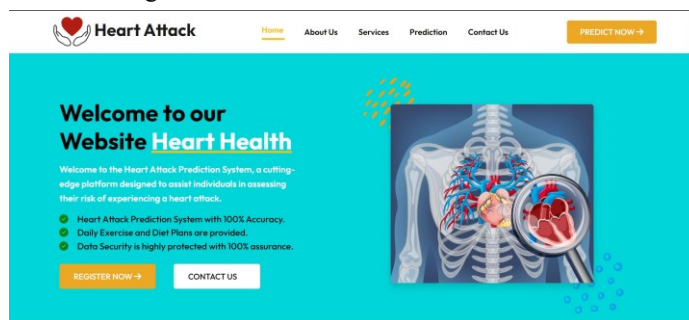 Heart Attack
Home
About Us
Services
Prediction
Contact Us
PREDICT NOW →
Welcome to our
Website Heart Health
Welcome to the Heart Attack Prediction System, a cutting-
edge platform designed to assist individuals in assessing
their risk of experiencing a heart attack.
Heart Attack Prediction System with 100% Accuracy.
Daily Exercise and Diet Plans are provided.
Data Security is highly protected with 100% assurance.
REGISTER NOW →
CONTACT US